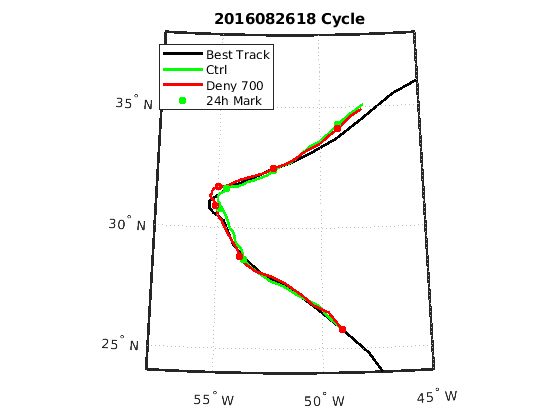 2016082618 Cycle
Best Track
Ctrl
Deny 700
24h Mark
35° N
30° N
25° N
55° W
50° W
45° W